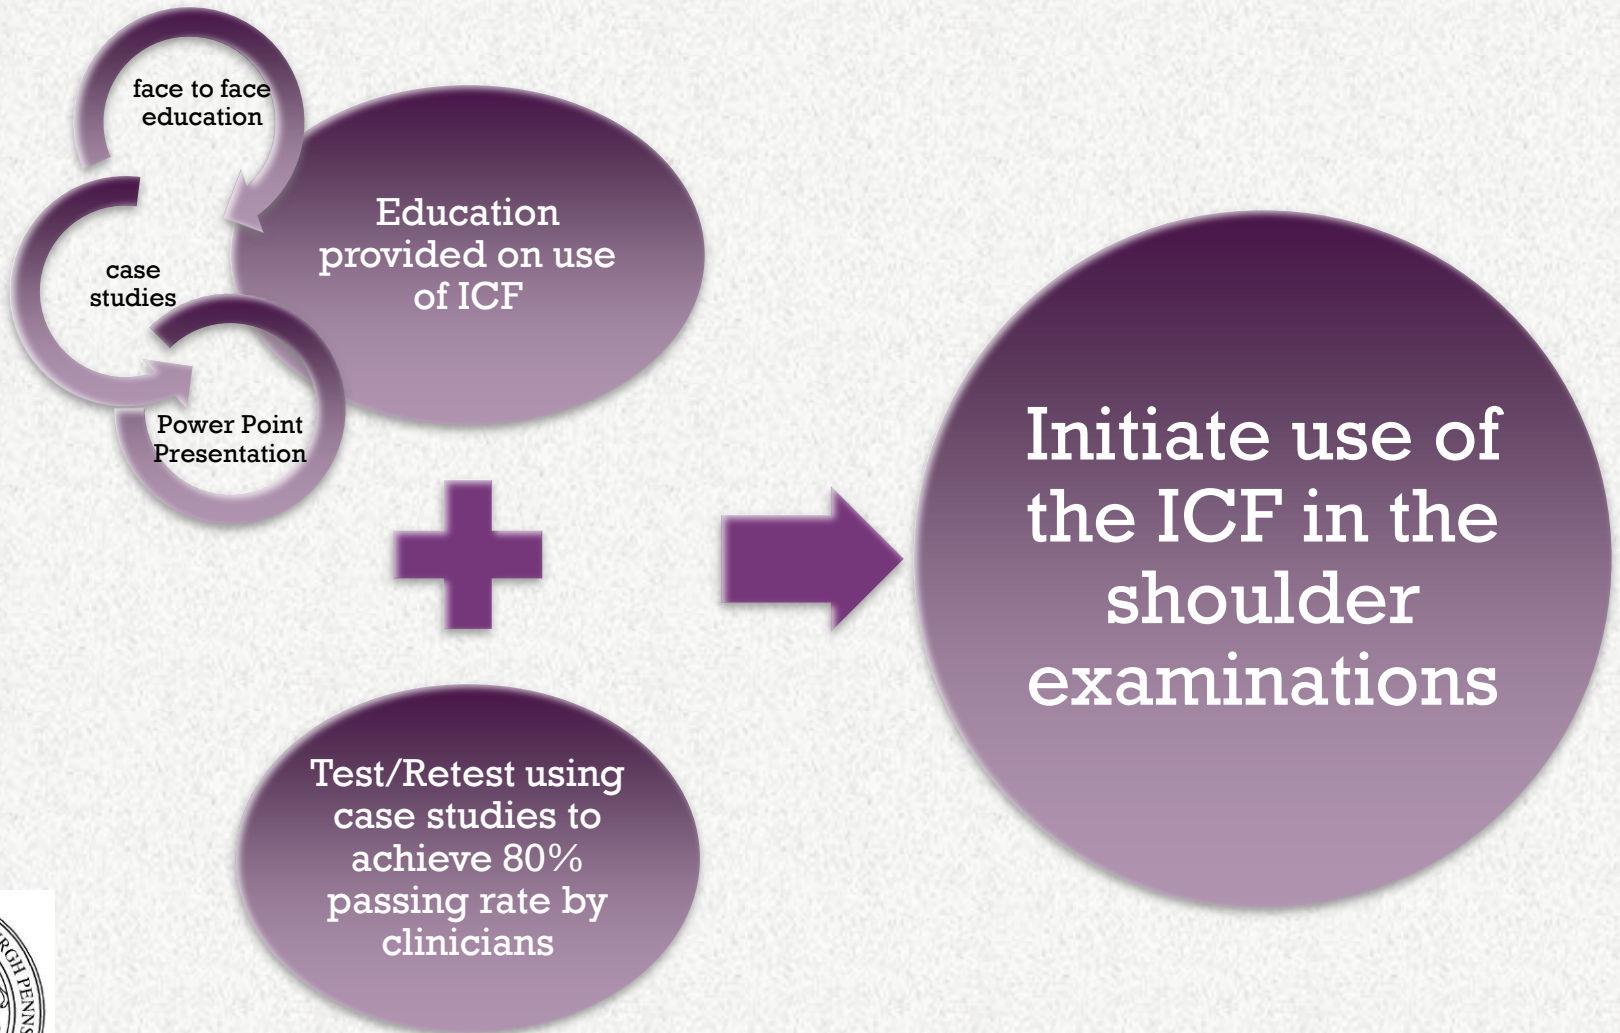 face to face
education
case
studies
Power Point
Presentation
Education
provided on use
of ICF
Test/Retest using
case studies to
achieve 80%
passing rate by
clinicians
Initiate use of
the ICF in the
shoulder
examinations